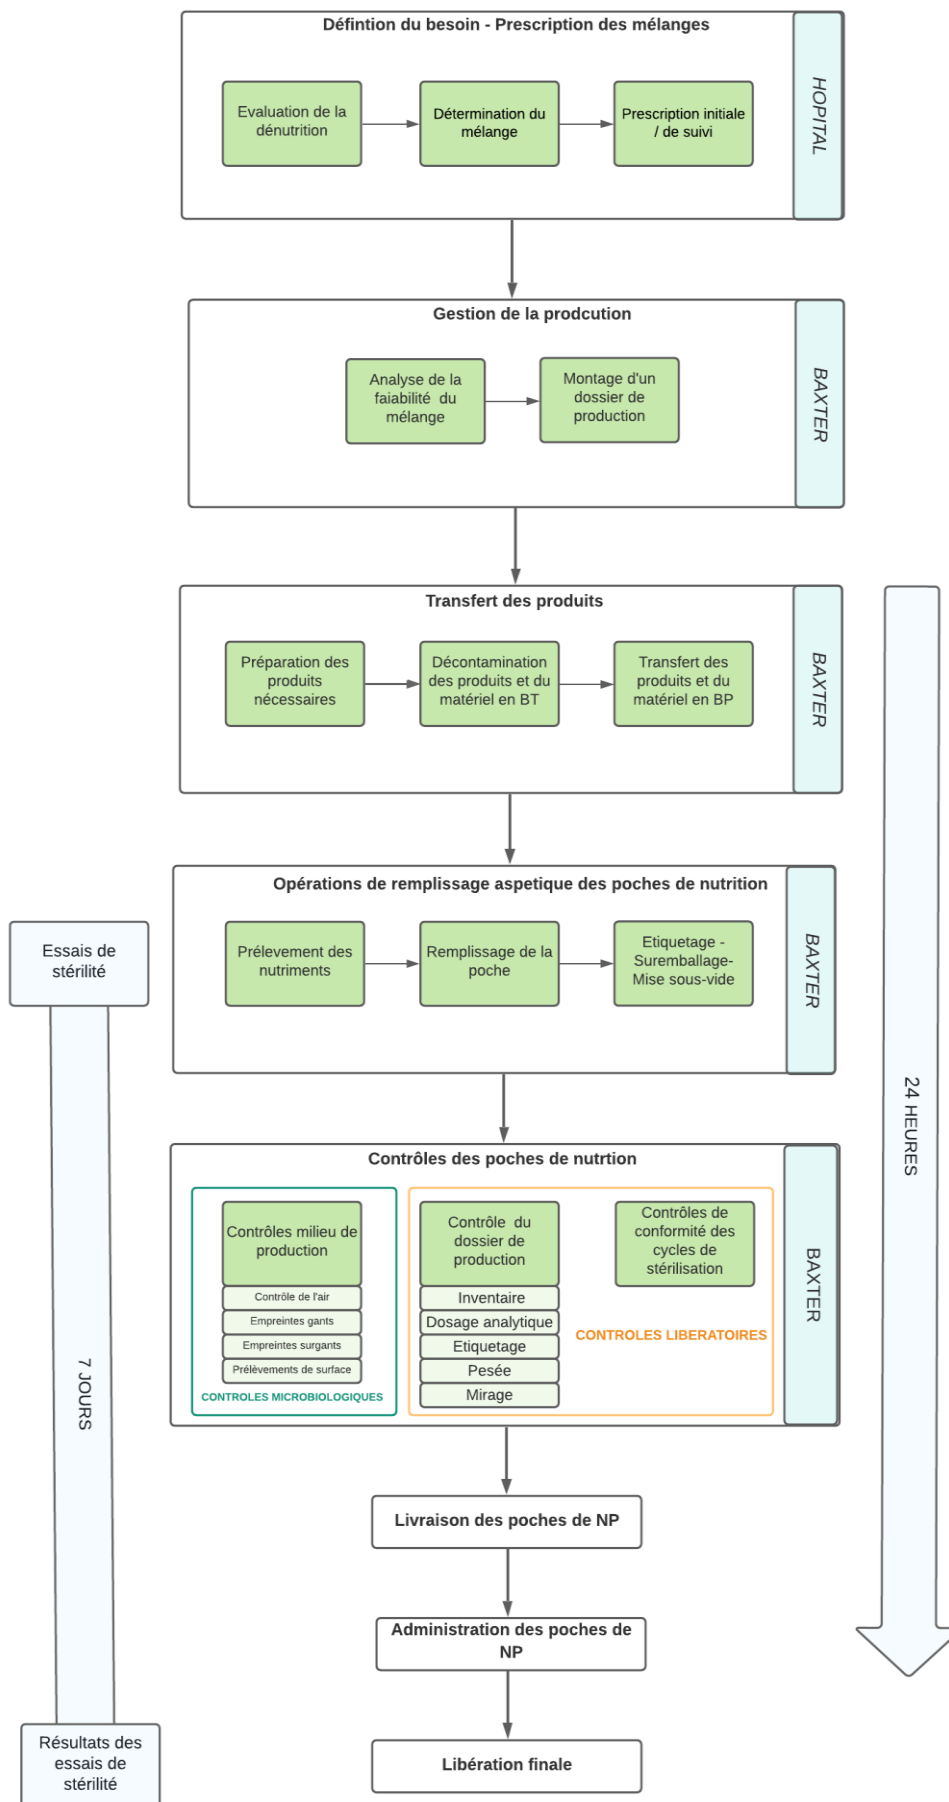 Défintion du besoin - Prescription des mélanges
Evaluation de la
dénutrition
Détermination du
mélange
Prescription initiale
/ de suivi
HOPITAL
Gestion de la prodcution
Analyse de la
faiabilité du
mélange
Montage d'un
dossier de
production
BAXTER
Transfert des produits
Préparation des
produits
nécessaires
Décontamination
des produits et du
matériel en BT
Transfert des
produits et du
matériel en BP
BAXTER
Opérations de remplissage aspetique des poches de nutrition
Prélevement des
nutriments
Remplissage de la
poche
Etiquetage -
Suremballage-
Mise sous-vide
BAXTER
Essais de
stérilité
7 JOURS
Résultats des
essais de
stérilité
24 HEURES
Contrôles des poches de nutrtion
Contrôles milieu de
production
Contrôle de l'air
Empreintes gants
Empreintes surgants
Prélèvements de surface
CONTROLES MICROBIOLOGIQUES
Contrôle du
dossier de
production
Inventaire
Dosage analytique
Etiquetage
Pesée
Mirage
Contrôles de
conformité des
cycles de
stérilisation
CONTROLES LIBERATOIRES
BAXTER
Livraison des poches de NP
Administration des poches de
NP
Libération finale